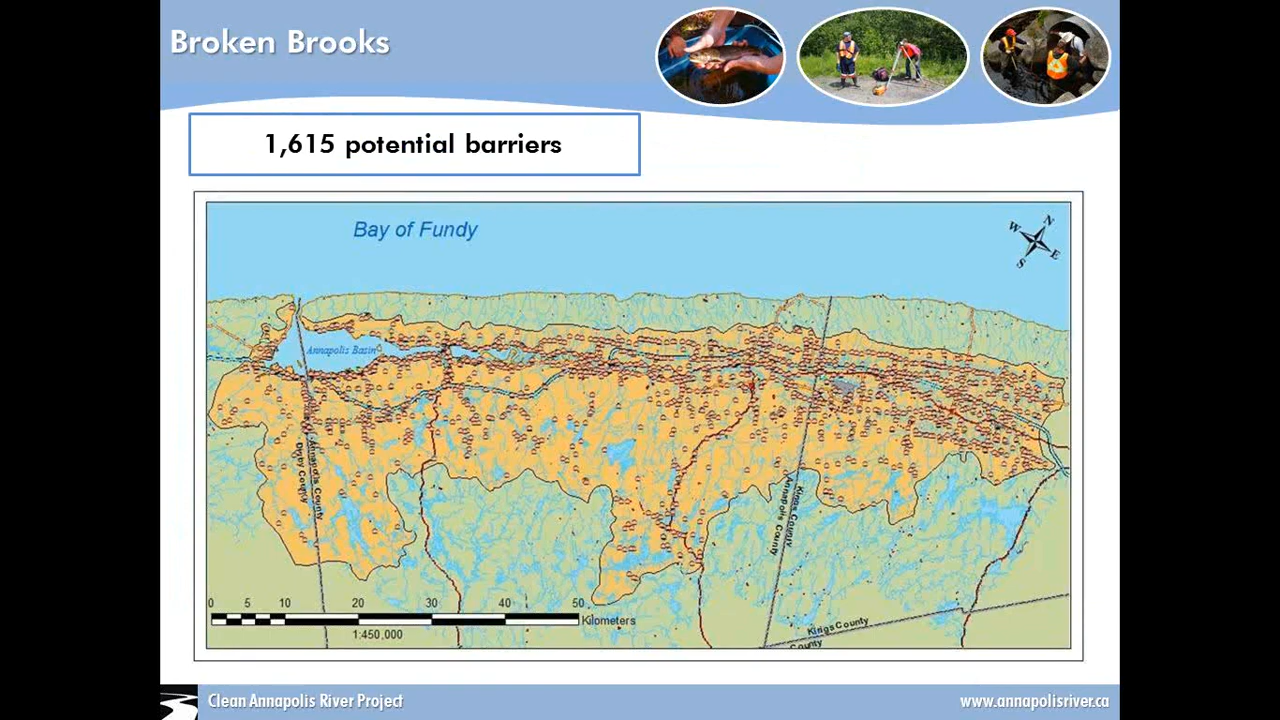 Broken Brooks
1,615 potential barriers
Bay of Fundy
N
W
E
S
Annapolis Basin
Annapolis County
Digby County
Kings County
Annapolis County
0 5 10 20 30 40 50
Kilometers
1:450,000
Kings County
County
Clean Annapolis River Project
www.annapolisriver.ca